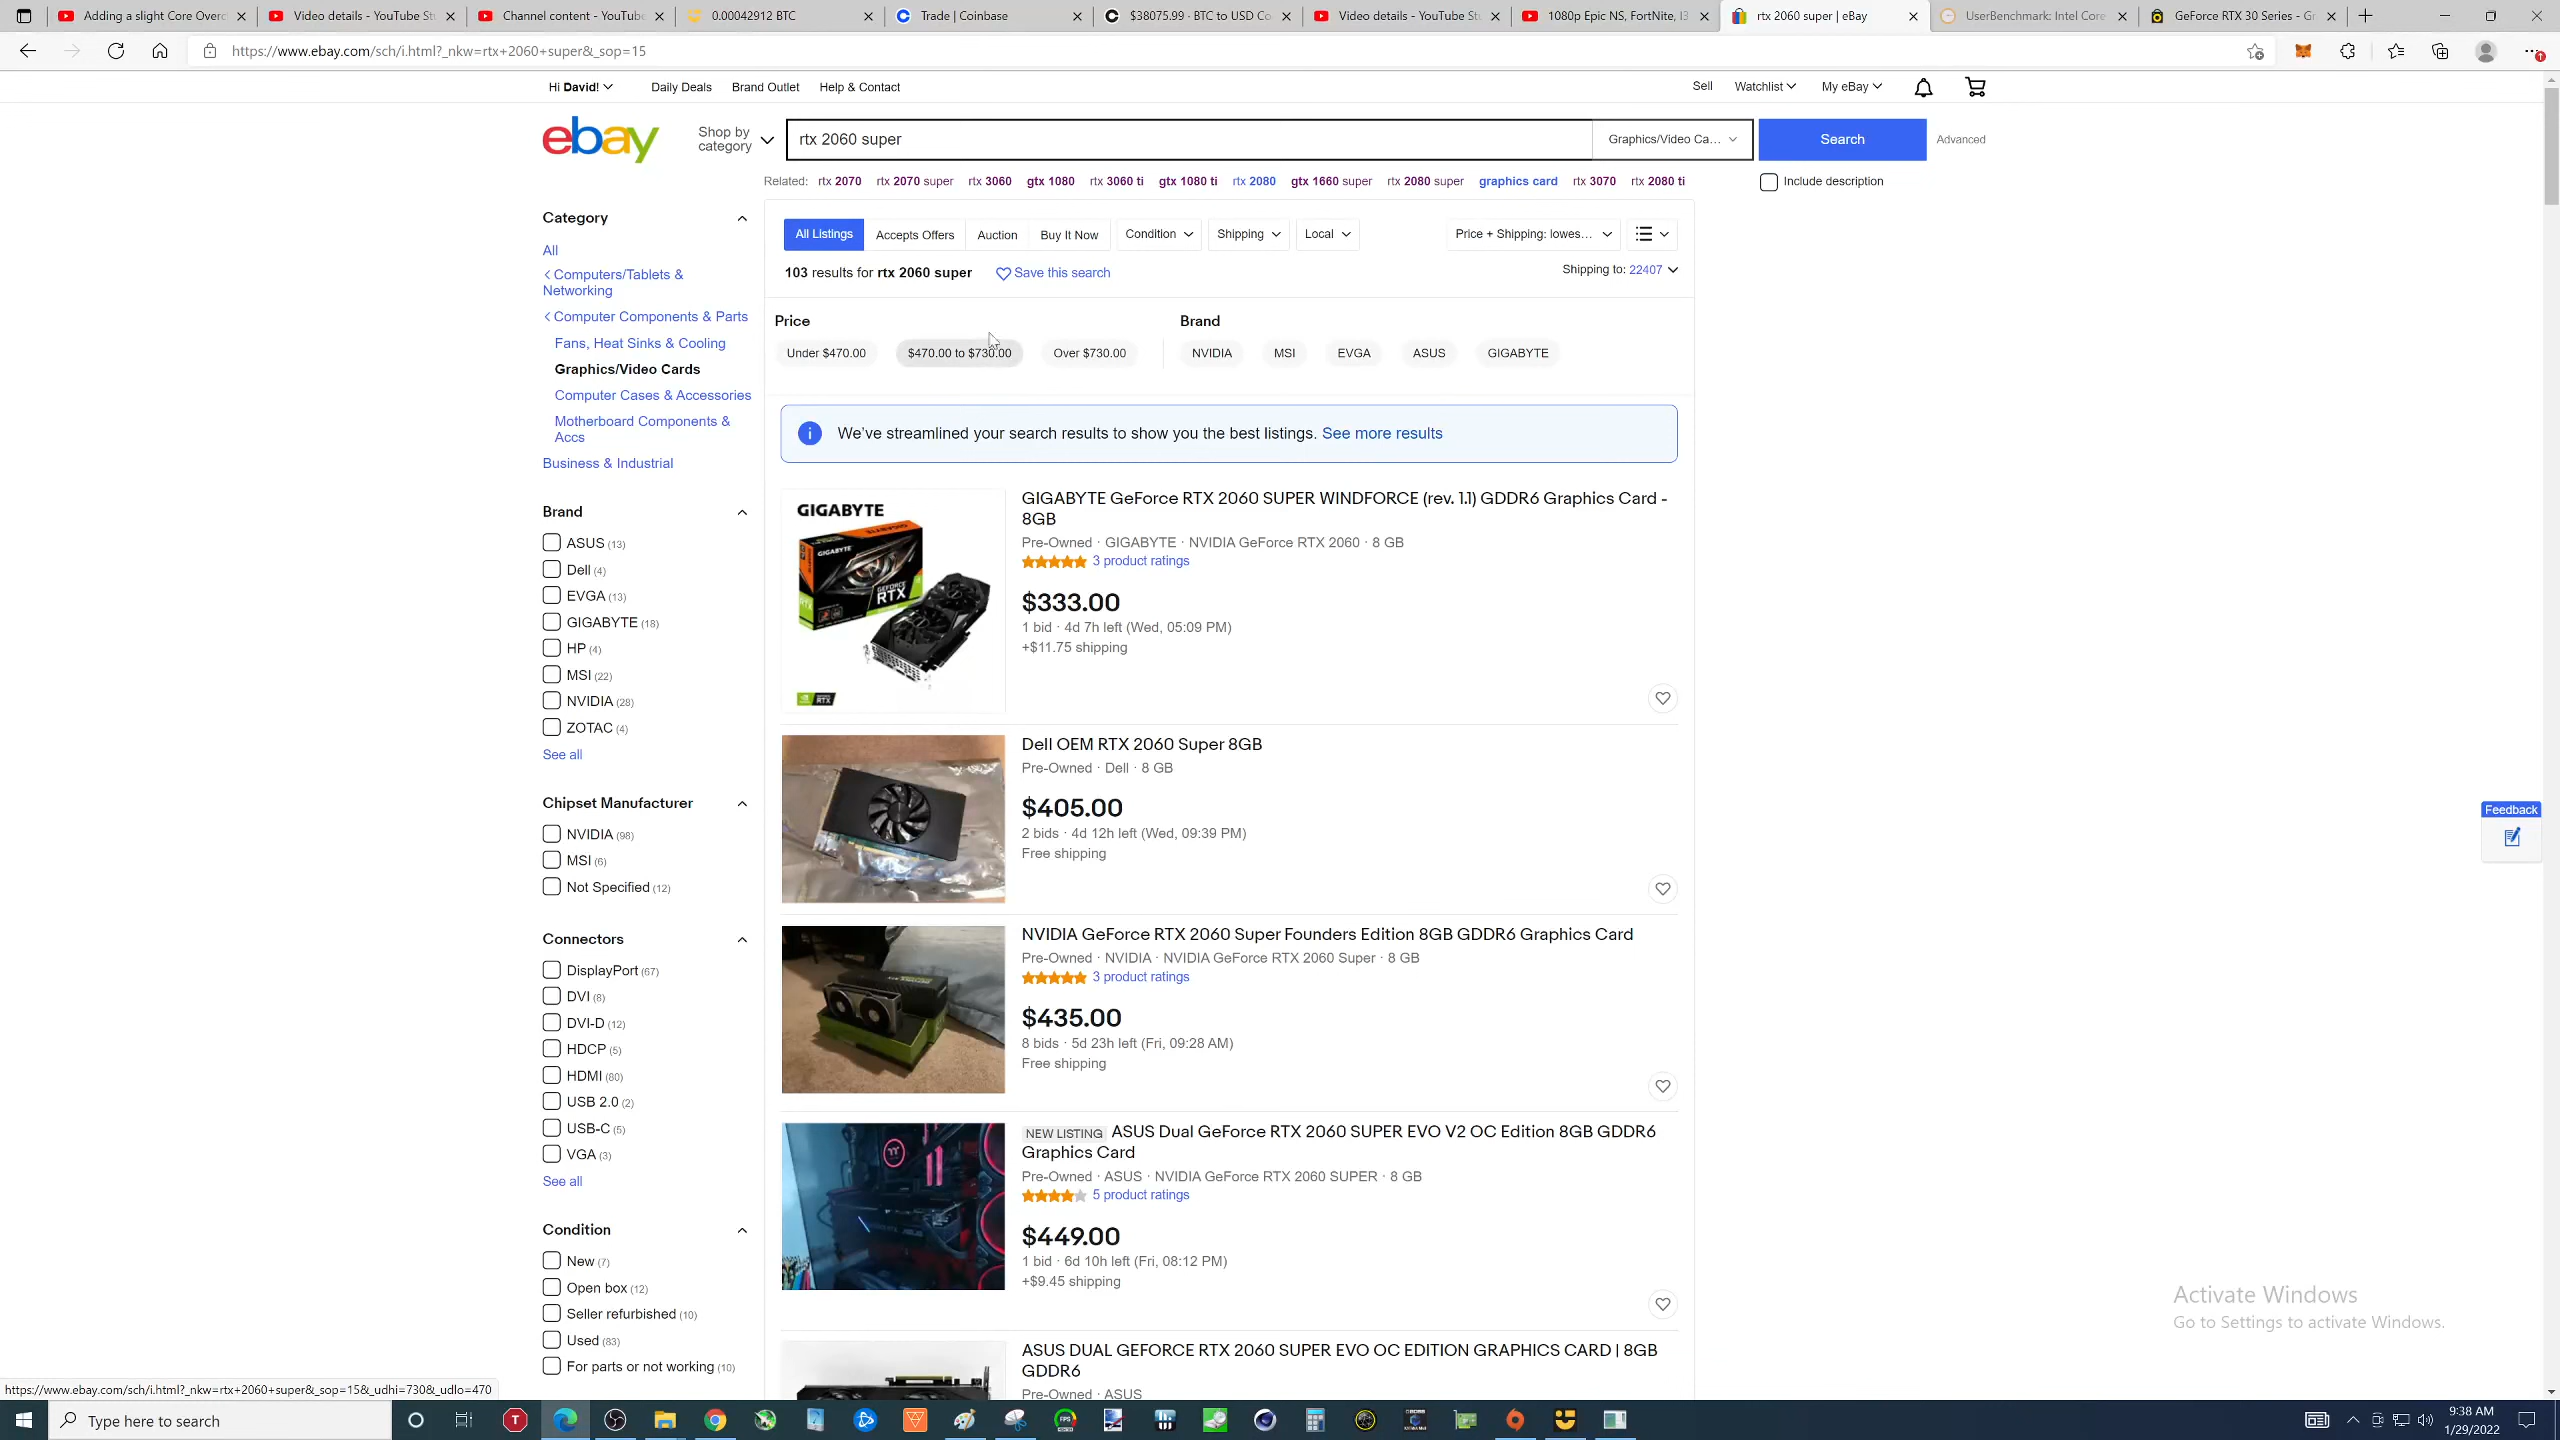 Adding a slight Core Overc
Video details - YouTube St
Channel content - YouTube
0.00042912 BTC
Trade | Coinbase
$38075.99 - BTC to USD Co
Video details - YouTube St
1080p Epic NS, FortNite, I3
rtx 2060 super | eBay
UserBenchmark: Intel Core
GeForce RTX 30 Series - Gr
https://www.ebay.com/sch/i.html?_nkw=rtx+2060+super&_sop=15
Hi David!
Daily Deals
Brand Outlet
Help & Contact
Sell
Watchlist
My eBay
ebay
Shop by
category
rtx 2060 super
Graphics/Video Ca...
Search
Advanced
Related: rtx 2070 rtx 2070 super rtx 3060 gtx 1080 rtx 3060 ti gtx 1080 ti rtx 2080 gtx 1660 super rtx 2080 super graphics card rtx 3070 rtx 2080 ti
Include description
Category
All
< Computers/Tablets &
Networking
< Computer Components & Parts
Fans, Heat Sinks & Cooling
Graphics/Video Cards
Computer Cases & Accessories
Motherboard Components &
Accs
Business & Industrial
Brand
ASUS (13)
Dell (4)
EVGA (13)
GIGABYTE (18)
HP (4)
MSI (22)
NVIDIA (28)
ZOTAC (4)
See all
Chipset Manufacturer
NVIDIA (98)
MSI (6)
Not Specified (12)
Connectors
DisplayPort (67)
DVI (8)
DVI-D (12)
HDCP (5)
HDMI (80)
USB 2.0 (2)
USB-C (5)
VGA (3)
See all
Condition
New (7)
Open box (12)
Seller refurbished (10)
Used (83)
For parts or not working (10)
All Listings
Accepts Offers
Auction
Buy It Now
Condition
Shipping
Local
Price + Shipping: lowes...
103 results for rtx 2060 super
Save this search
Shipping to: 22407
Price
Under $470.00
$470.00 to $730.00
Over $730.00
Brand
NVIDIA
MSI
EVGA
ASUS
GIGABYTE
We've streamlined your search results to show you the best listings. See more results
GIGABYTE
GIGABYTE
GEFORCE
RTX
GIGABYTE GeForce RTX 2060 SUPER WINDFORCE (rev. 1.1) GDDR6 Graphics Card -
8GB
Pre-Owned · GIGABYTE · NVIDIA GeForce RTX 2060 · 8 GB
3 product ratings
$333.00
1 bid · 4d 7h left (Wed, 05:09 PM)
+$11.75 shipping
Dell OEM RTX 2060 Super 8GB
Pre-Owned · Dell · 8 GB
$405.00
2 bids · 4d 12h left (Wed, 09:39 PM)
Free shipping
NVIDIA GeForce RTX 2060 Super Founders Edition 8GB GDDR6 Graphics Card
Pre-Owned · NVIDIA · NVIDIA GeForce RTX 2060 Super · 8 GB
3 product ratings
$435.00
8 bids · 5d 23h left (Fri, 09:28 AM)
Free shipping
NEW LISTING ASUS Dual GeForce RTX 2060 SUPER EVO V2 OC Edition 8GB GDDR6
Graphics Card
Pre-Owned · ASUS · NVIDIA GeForce RTX 2060 SUPER · 8 GB
5 product ratings
$449.00
1 bid · 6d 10h left (Fri, 08:12 PM)
+$9.45 shipping
ASUS DUAL GEFORCE RTX 2060 SUPER EVO OC EDITION GRAPHICS CARD | 8GB
GDDR6
Pre-Owned · ASUS
Feedback
Activate Windows
Go to Settings to activate Windows.
https://www.ebay.com/sch/i.html?_nkw=rtx+2060+super&_sop=15&_udhi=730&_udlo=470
Type here to search
9:38 AM
1/29/2022